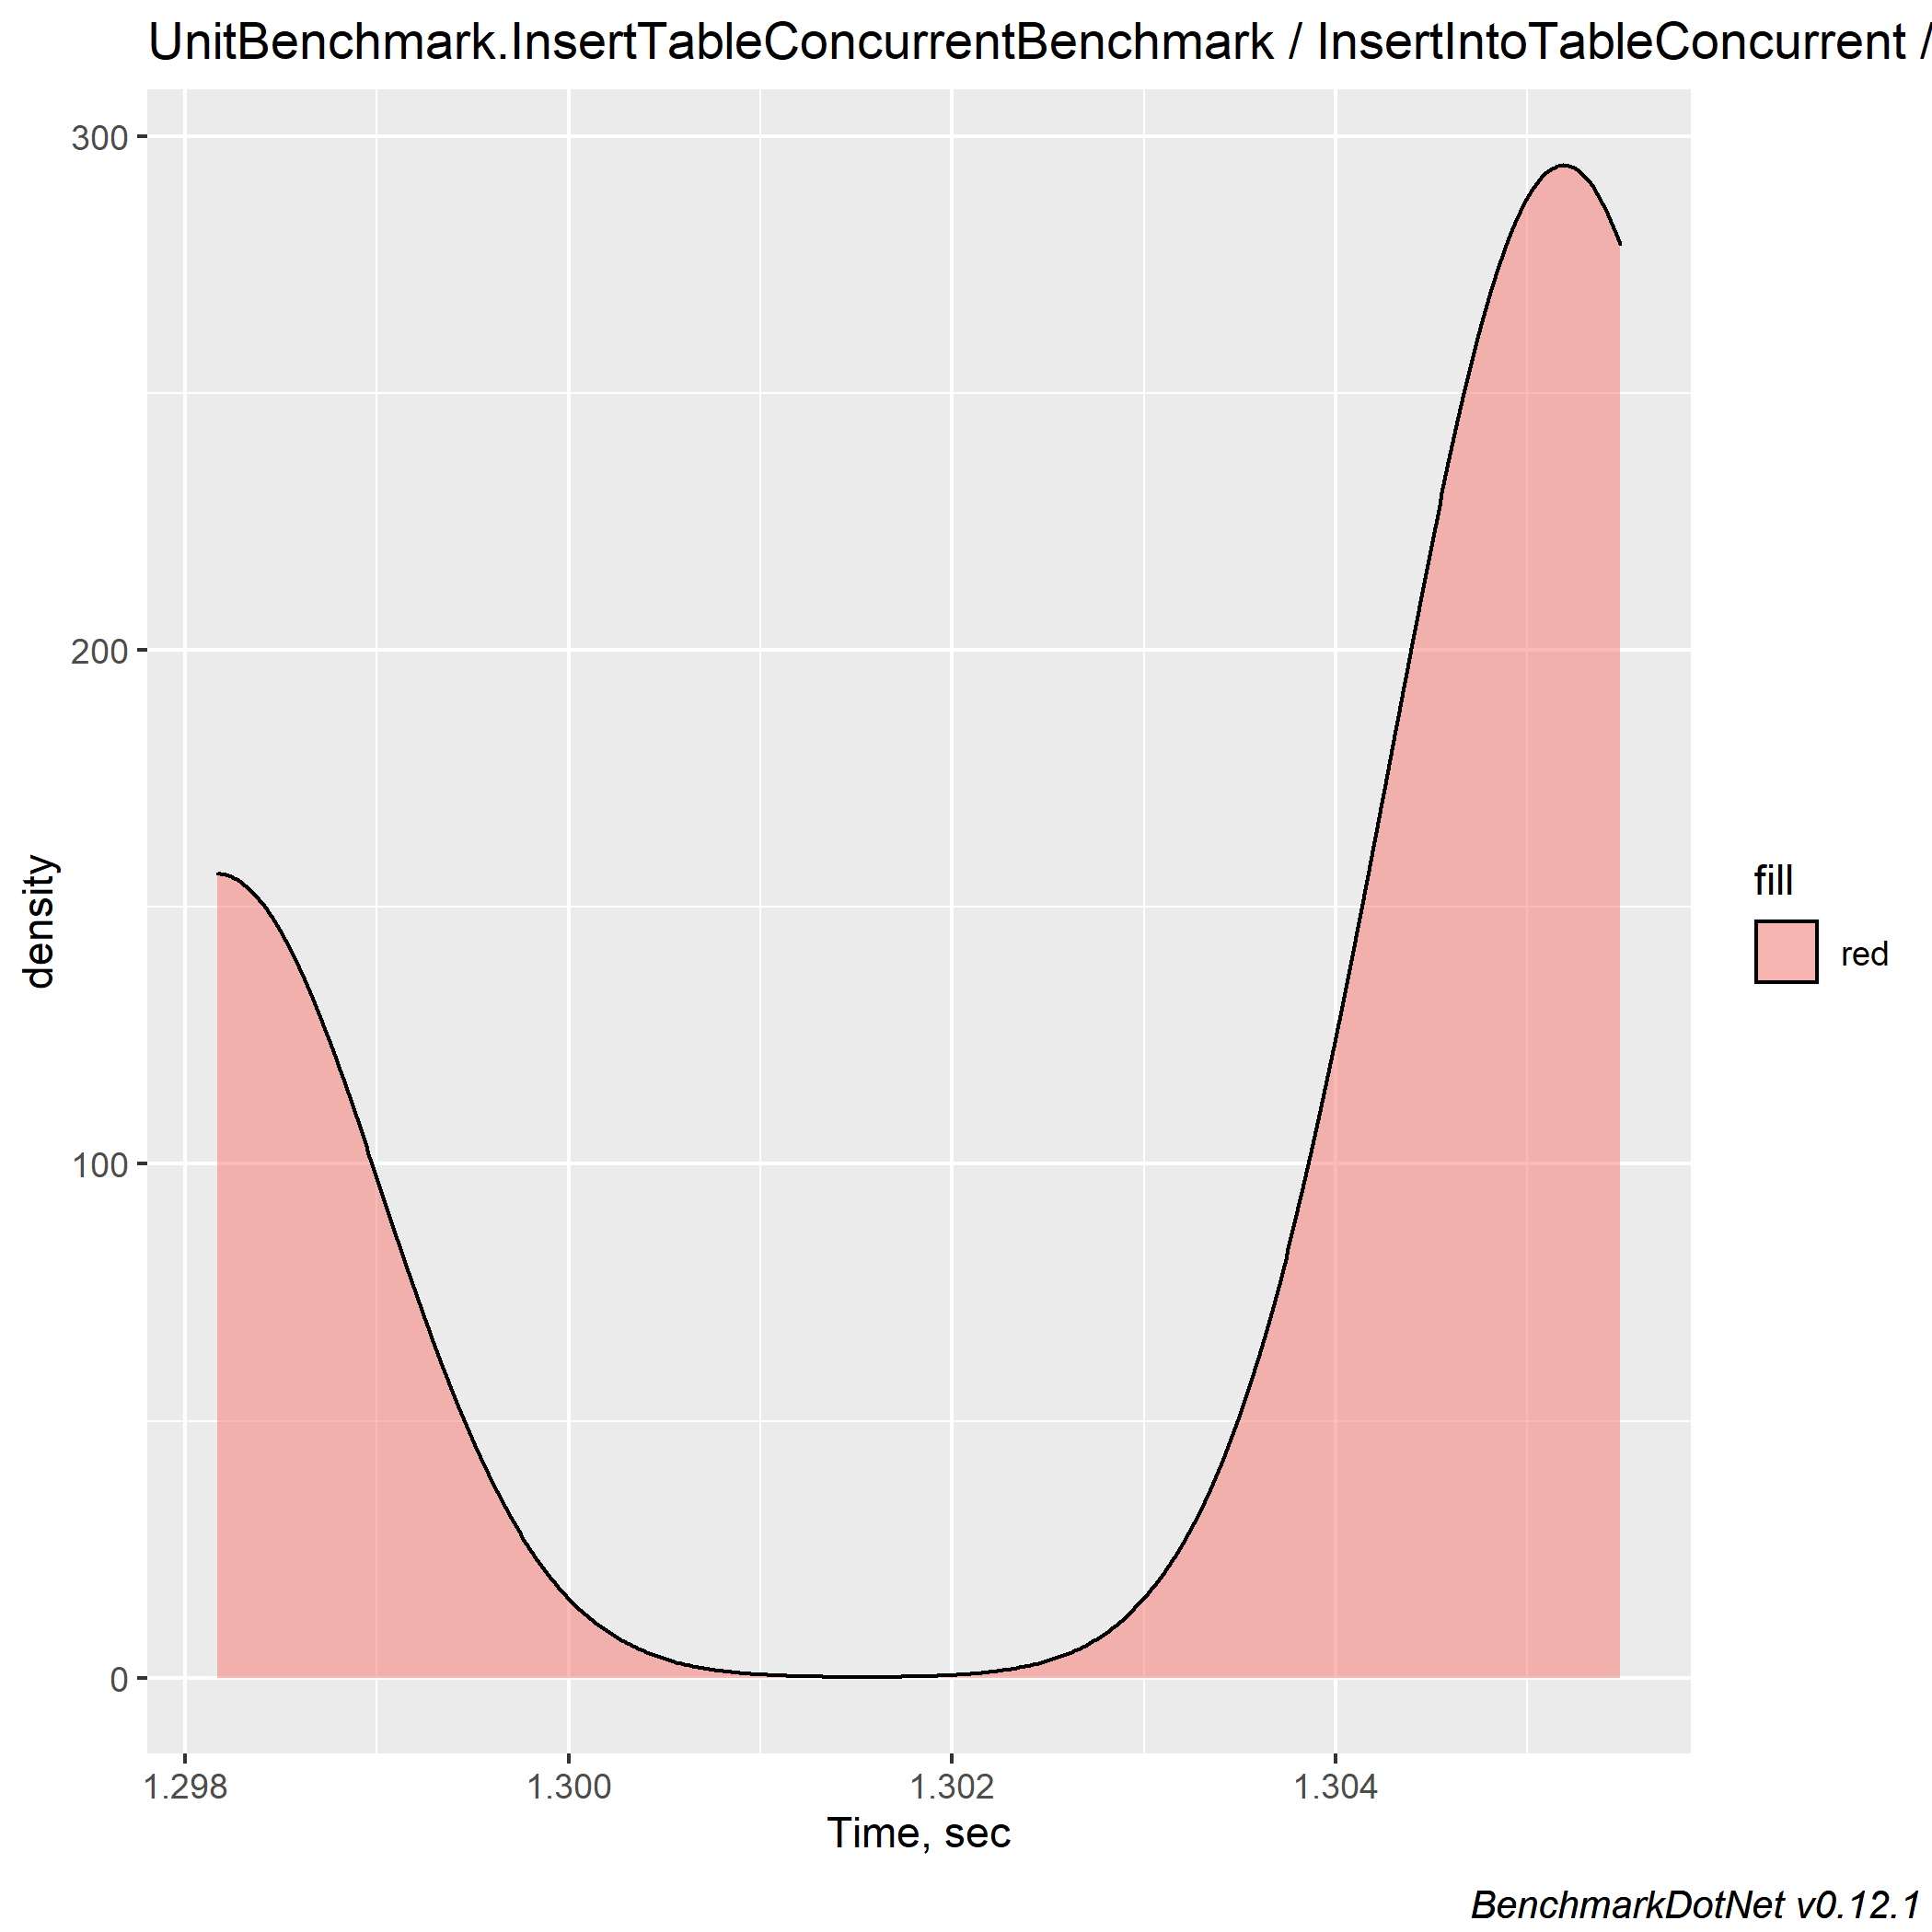 UnitBenchmark.InsertTableConcurrentBenchmark / InsertIntoTableConcurrent /
300
200
100
0
density
1.298 1.300 1.302 1.304
Time, sec
fill
red
BenchmarkDotNet v0.12.1